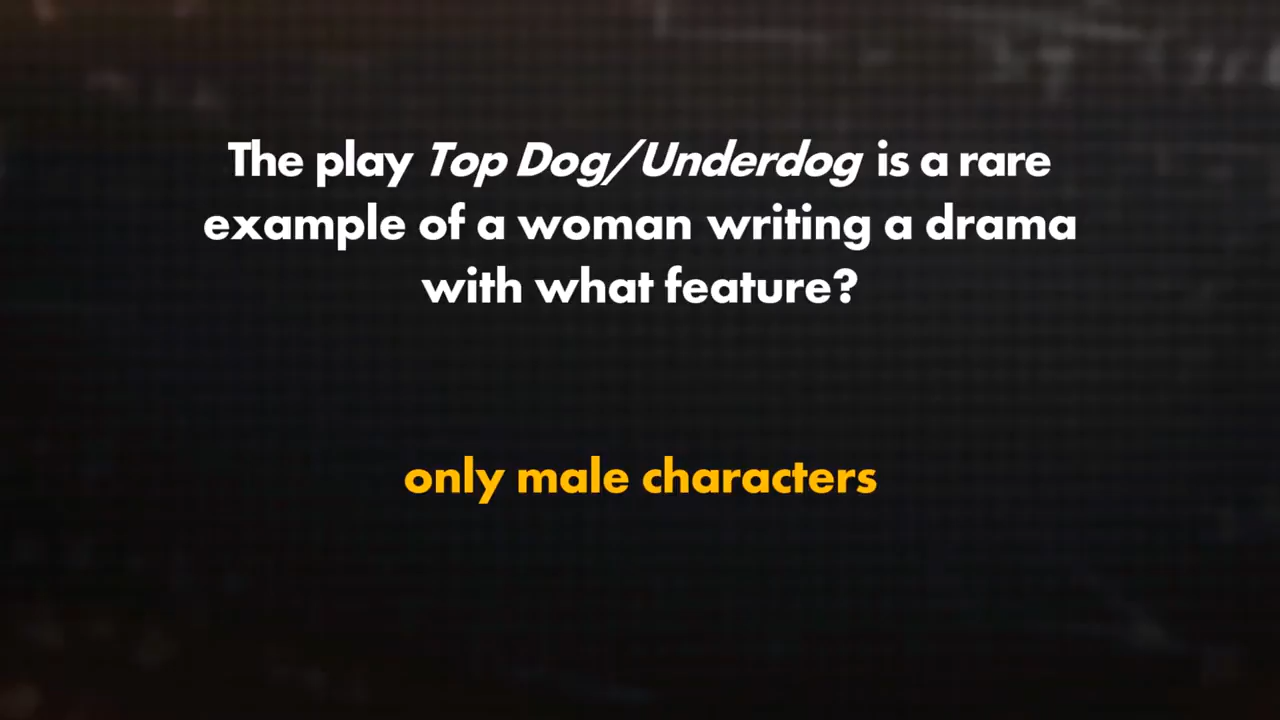 The play Top Dog/Underdog is a rare
example of a woman writing a drama
with what feature?
only male characters